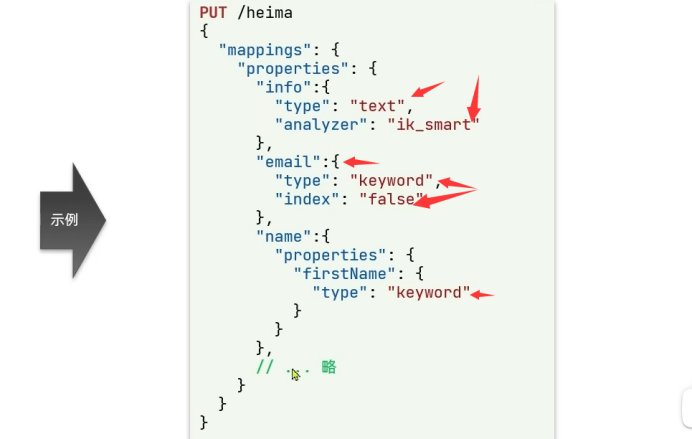 PUT /heima
{
  "mappings": {
    "properties": {
      "info":{
        "type": "text",
        "analyzer": "ik_smart"
      },
      "email":{
        "type": "keyword",
        "index": "false"
      },
      "name":{
        "properties": {
          "firstName": {
            "type": "keyword"
          }
        }
      },
      // ... 略
    }
  }
}
示例